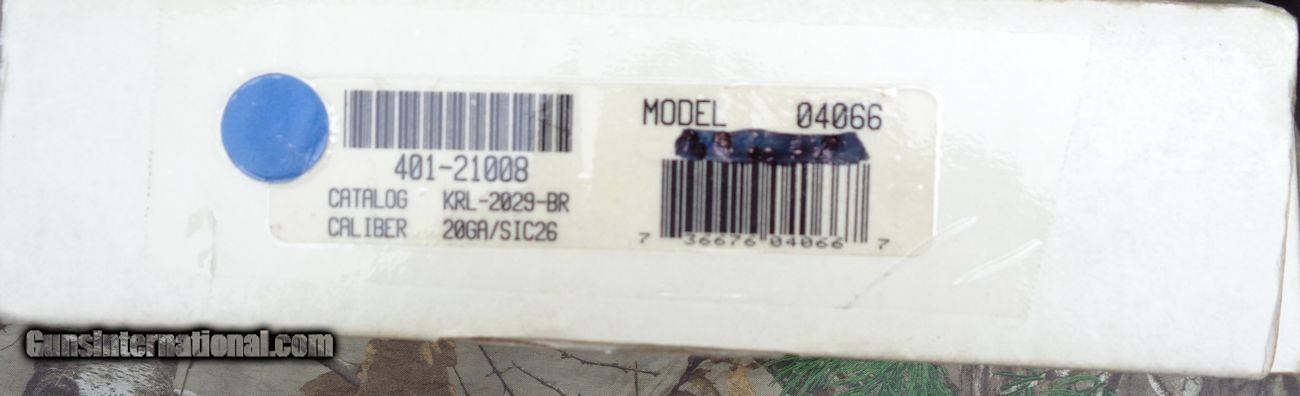 401-21008
CATALOG KRL-2029-BR
CALIBER 20GA/SIC26
MODEL 04066
7 36676 04066 7
GunsInternational.com